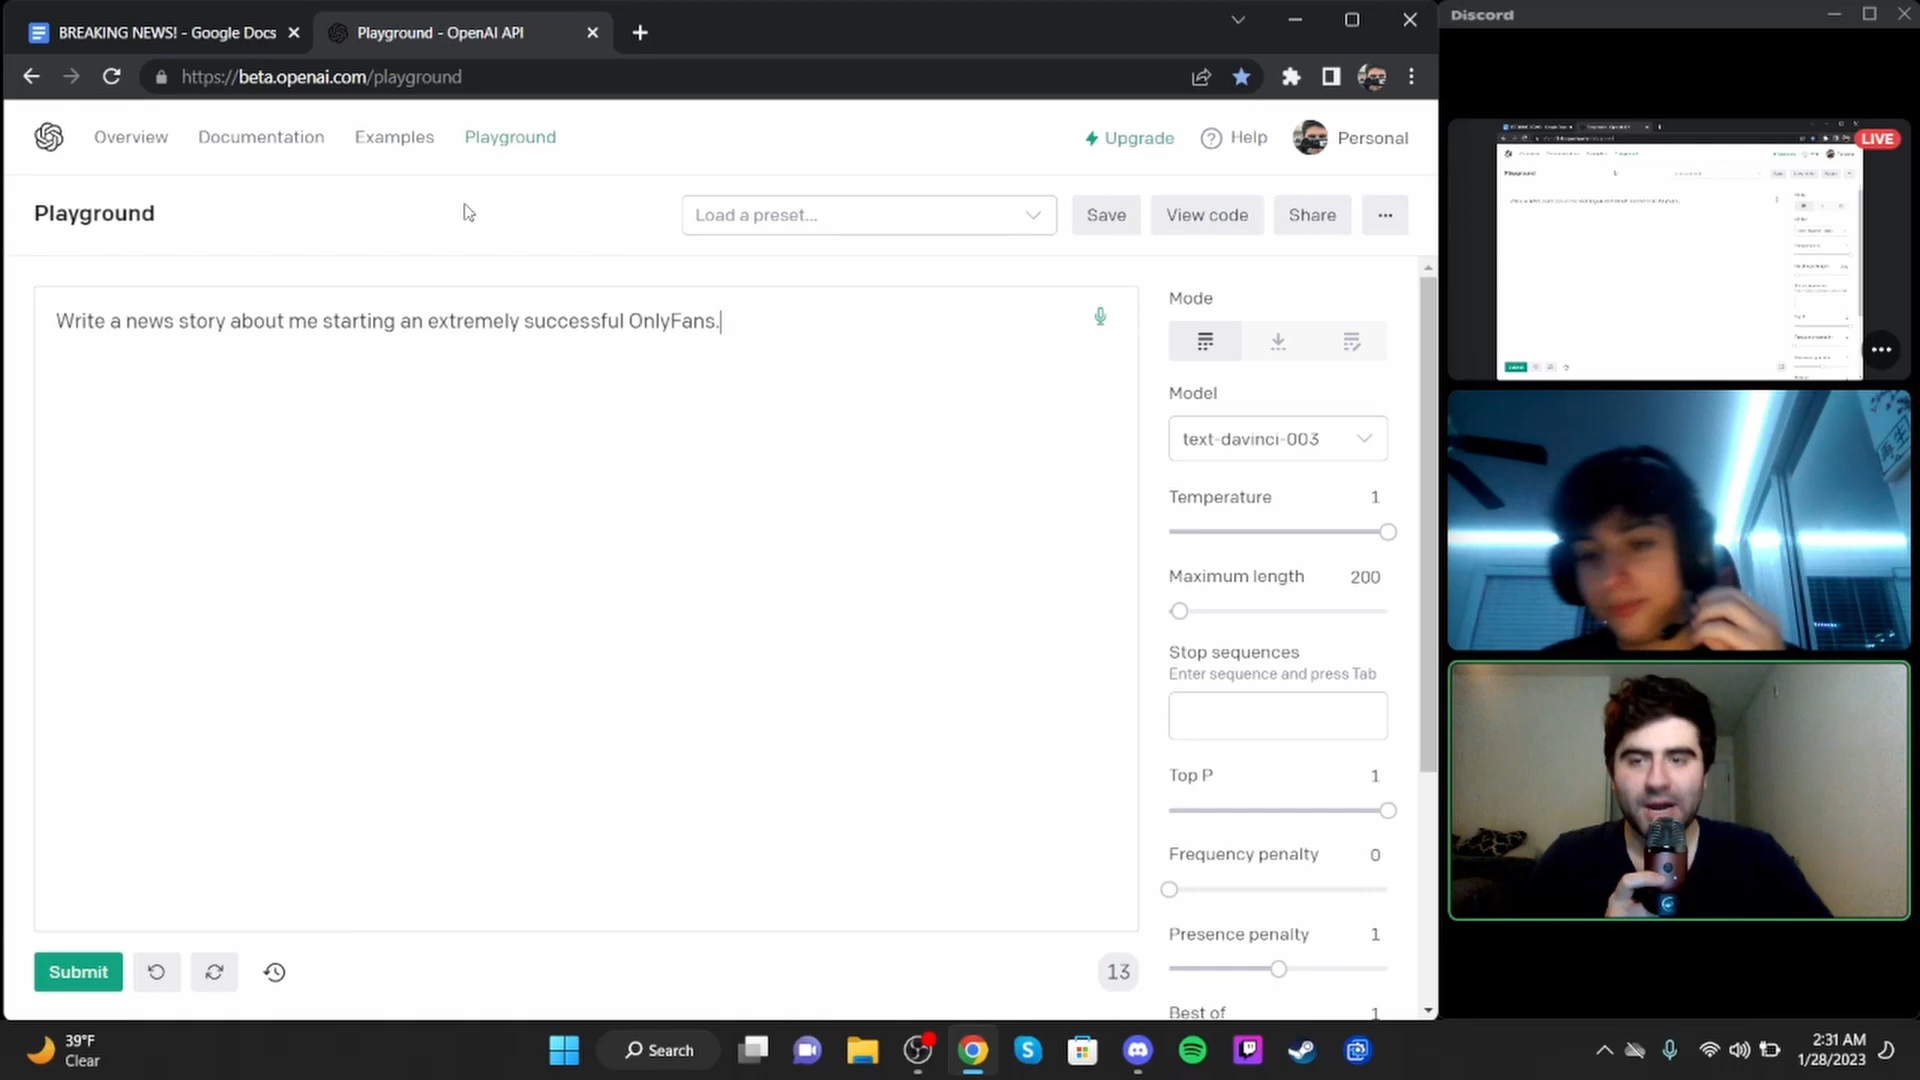 BREAKING NEWS! - Google Docs
Playground - OpenAI API
https://beta.openai.com/playground
Overview
Documentation
Examples
Playground
Upgrade
Help
Personal
Playground
Load a preset...
Save
View code
Share
Write a news story about me starting an extremely successful OnlyFans.
Mode
Model
text-davinci-003
Temperature 1
Maximum length 200
Stop sequences
Enter sequence and press Tab
Top P 1
Frequency penalty 0
Presence penalty 1
Best of 1
Submit
13
Discord
LIVE
39°F
Clear
Search
2:31 AM
1/28/2023